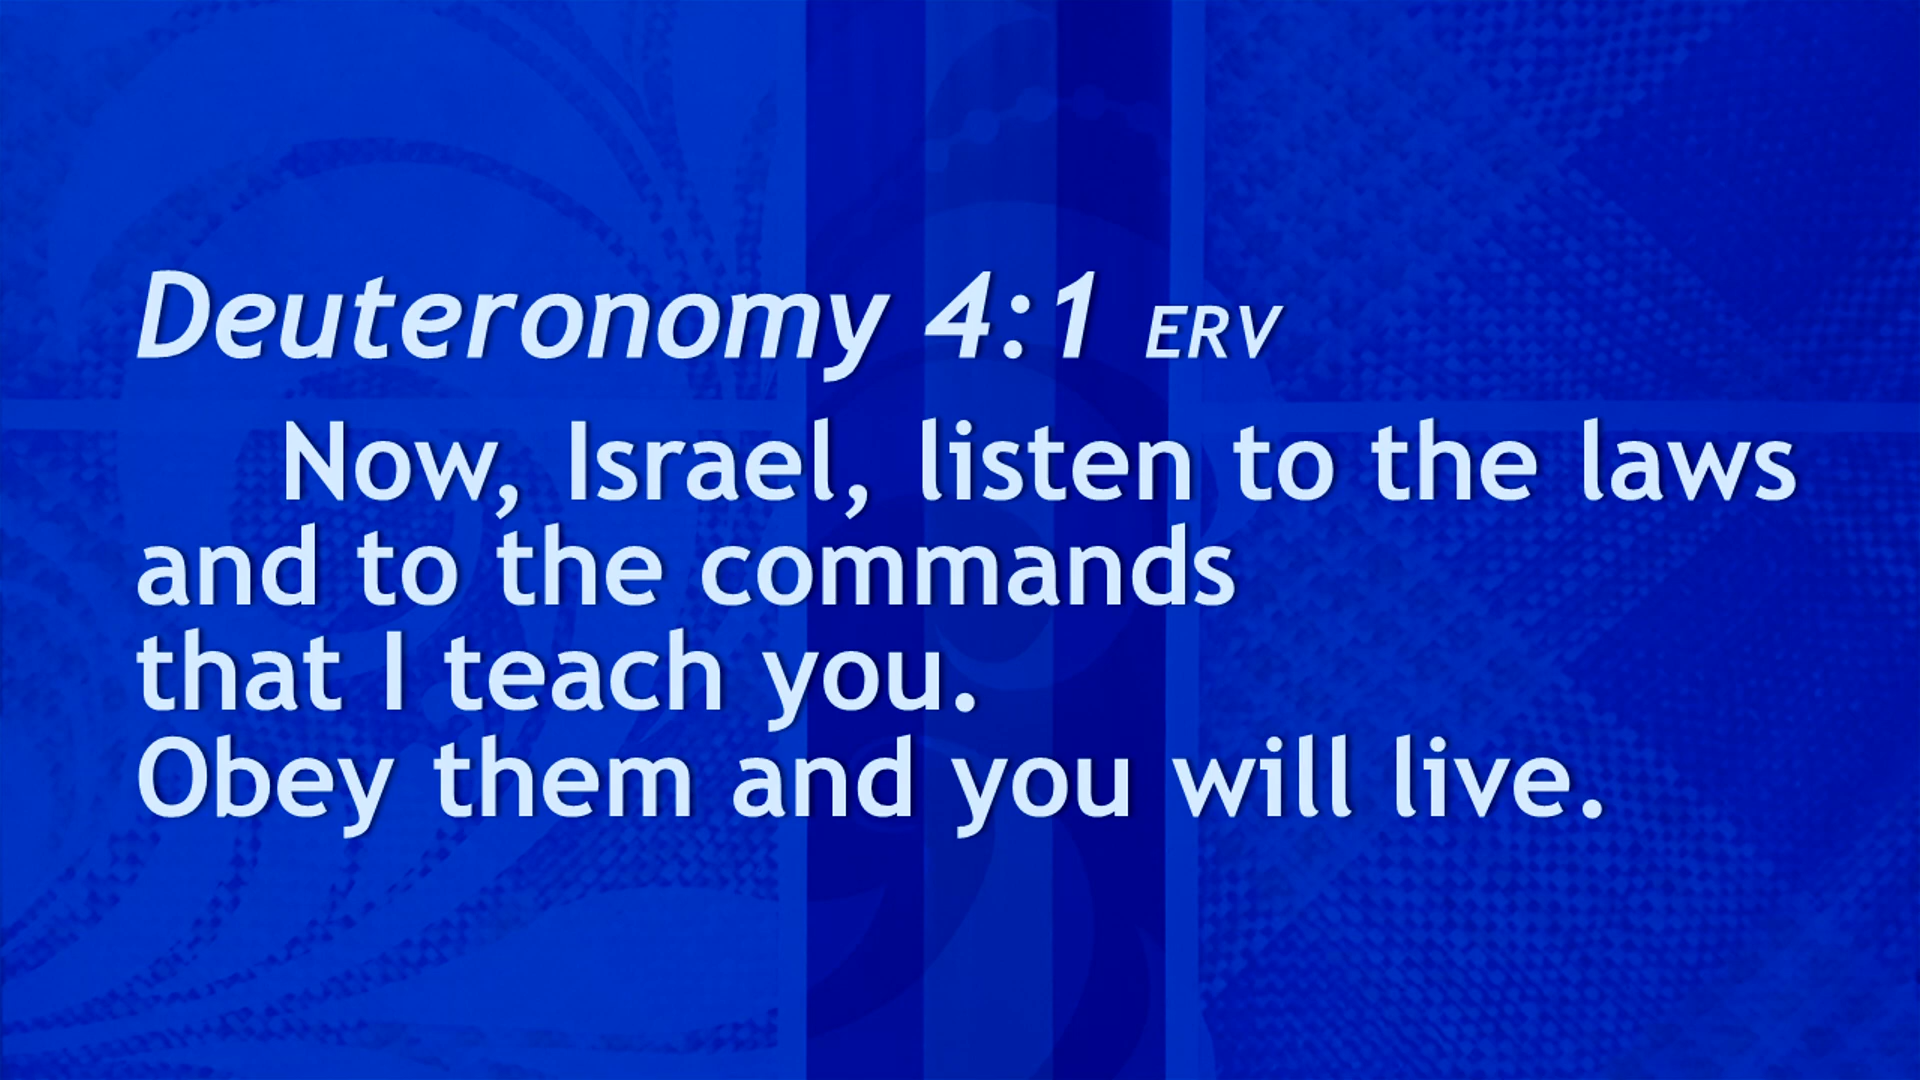 Deuteronomy 4:1 ERV
Now, Israel, listen to the laws
and to the commands
that I teach you.
Obey them and you will live.